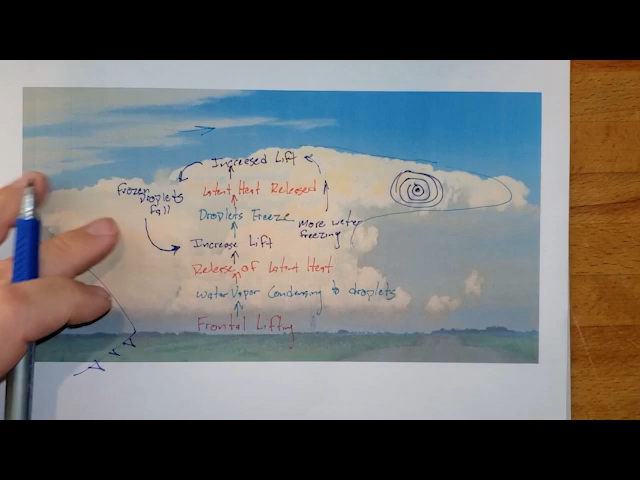 Increased Lift
Latent Heat Released
Droplets Freeze
More water
freezing
Frozen
Droplets
Fall
Increase Lift
Release of Latent Heat
Water Vapor Condensing to droplets
Frontal Lifting